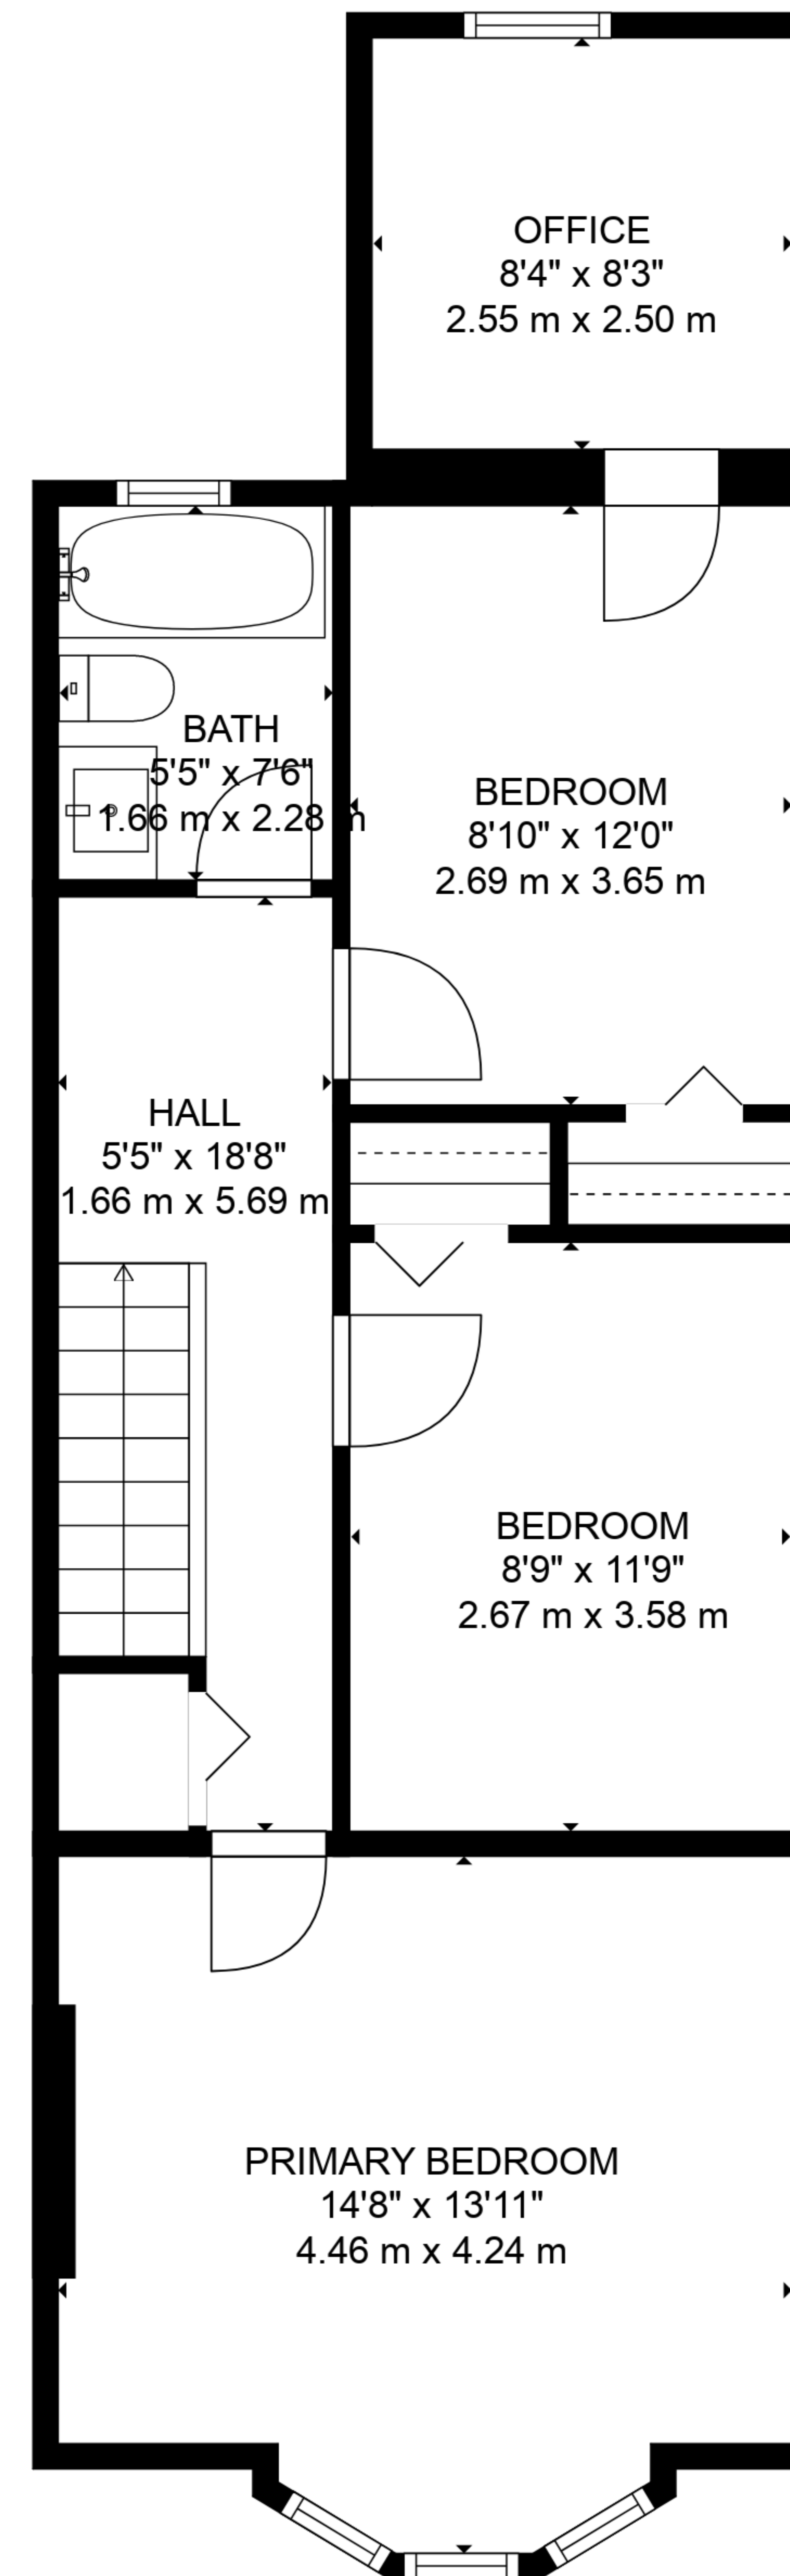 OFFICE
8'4" x 8'3"
2.55 m x 2.50 m
BATH
5'5" x 7'6"
1.66 m x 2.28 m
BEDROOM
8'10" x 12'0"
2.69 m x 3.65 m
HALL
5'5" x 18'8"
1.66 m x 5.69 m
BEDROOM
8'9" x 11'9"
2.67 m x 3.58 m
PRIMARY BEDROOM
14'8" x 13'11"
4.46 m x 4.24 m